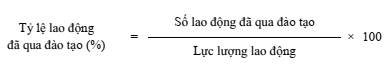 Tỷ lệ lao động
đã qua đào tạo (%)
=
Số lao động đã qua đào tạo
Lực lượng lao động
× 100